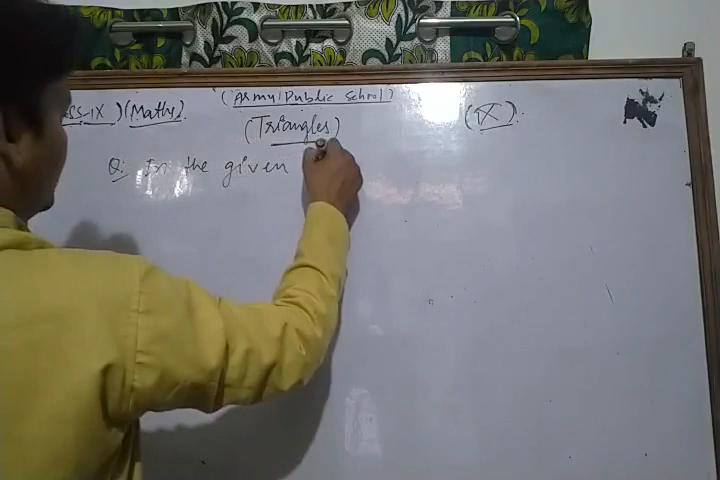 SS-IX) (Maths). (Army Public School) (IX).
(Triangles)
Q: In the given